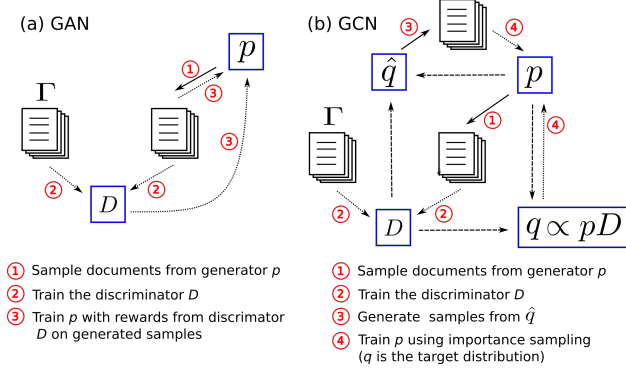 (a) GAN
p
1
3
Γ
3
2
2
D
1 Sample documents from generator p
2 Train the discriminator D
3 Train p with rewards from discrimator
D on generated samples
(b) GCN
3
4
q̂
p
1
4
Γ
2
2
D
q ∝ pD
1 Sample documents from generator p
2 Train the discriminator D
3 Generate samples from q̂
4 Train p using importance sampling
(q is the target distribution)